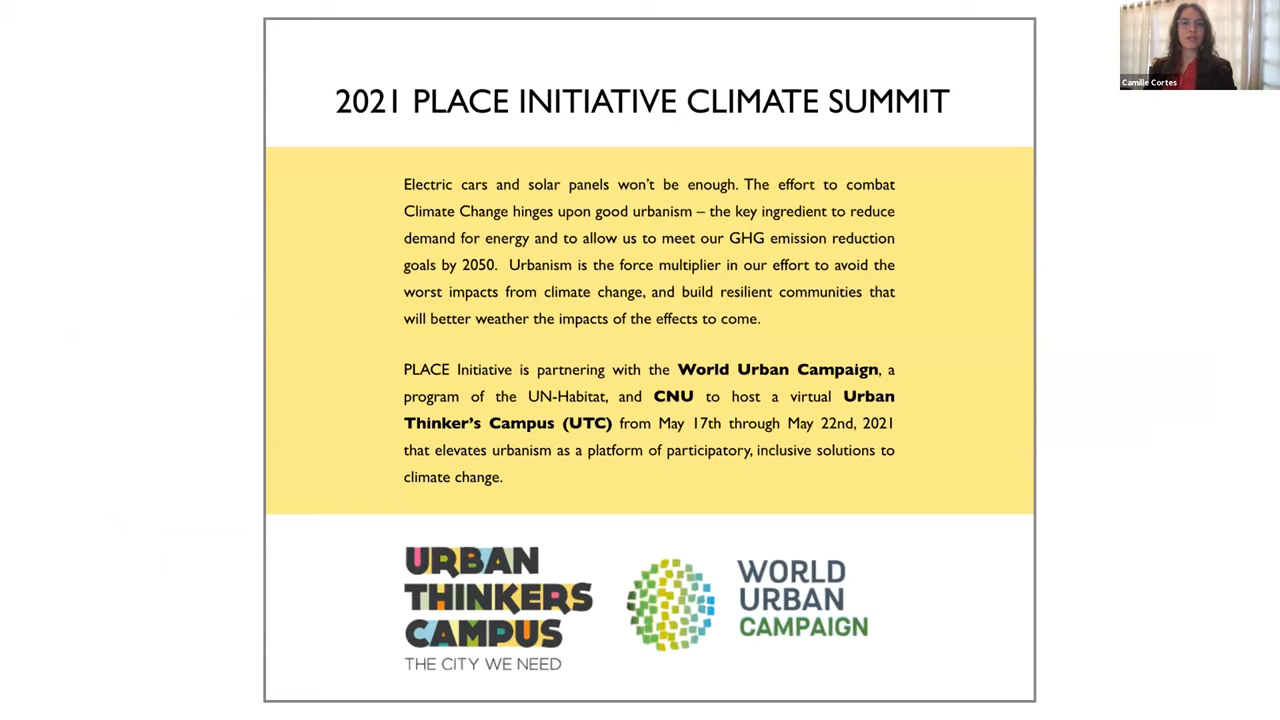 2021 PLACE INITIATIVE CLIMATE SUMMIT
Camille Cortes
Electric cars and solar panels won't be enough. The effort to combat
Climate Change hinges upon good urbanism – the key ingredient to reduce
demand for energy and to allow us to meet our GHG emission reduction
goals by 2050. Urbanism is the force multiplier in our effort to avoid the
worst impacts from climate change, and build resilient communities that
will better weather the impacts of the effects to come.
PLACE Initiative is partnering with the World Urban Campaign, a
program of the UN-Habitat, and CNU to host a virtual Urban
Thinker's Campus (UTC) from May 17th through May 22nd, 2021
that elevates urbanism as a platform of participatory, inclusive solutions to
climate change.
URBAN
THINKERS
CAMPUS
THE CITY WE NEED
WORLD
URBAN
CAMPAIGN